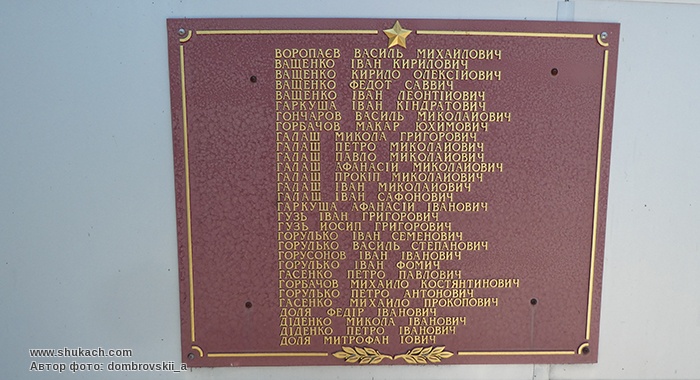 ВОРОПАЄВ ВАСИЛЬ МИХАЙЛОВИЧ
ВАЩЕНКО ІВАН КИРИЛОВИЧ
ВАЩЕНКО КИРИЛО ОЛЕКСІЙОВИЧ
ВАЩЕНКО ФЕДОТ САВВИЧ
ВАЩЕНКО ІВАН ЛЕОНТІЙОВИЧ
ГАРКУША ІВАН КІНДРАТОВИЧ
ГОНЧАРОВ ВАСИЛЬ МИКОЛАЙОВИЧ
ГОРБАЧОВ МАКАР ЮХИМОВИЧ
ГАЛАШ МИКОЛА ГРИГОРОВИЧ
ГАЛАШ ПЕТРО МИКОЛАЙОВИЧ
ГАЛАШ ПАВЛО МИКОЛАЙОВИЧ
ГАЛАШ АФАНАСІЙ МИКОЛАЙОВИЧ
ГАЛАШ ПРОКІП МИКОЛАЙОВИЧ
ГАЛАШ ІВАН МИКОЛАЙОВИЧ
ГАЛАШ ІВАН САФОНОВИЧ
ГАРКУША АФАНАСІЙ ІВАНОВИЧ
ГУЗЬ ІВАН ГРИГОРОВИЧ
ГУЗЬ ЙОСИП ГРИГОРОВИЧ
ГОРУЛЬКО ІВАН СЕМЕНОВИЧ
ГОРУЛЬКО ВАСИЛЬ СТЕПАНОВИЧ
ГОРУСОНОВ ІВАН ІВАНОВИЧ
ГОРУЛЬКО ІВАН ФОМИЧ
ГАСЕНКО ПЕТРО ПАВЛОВИЧ
ГОРБАЧОВ МИХАЙЛО КОСТЯНТИНОВИЧ
ГОРУЛЬКО ПЕТРО АНТОНОВИЧ
ГАСЕНКО МИХАЙЛО ПРОКОПОВИЧ
ДОЛЯ ФЕДІР ІВАНОВИЧ
ДІДЕНКО МИКОЛА ІВАНОВИЧ
ДІДЕНКО ПЕТРО ІВАНОВИЧ
ДОЛЯ МИТРОФАН ІОВИЧ
www.shukach.com
Автор фото: dombrovskii_a